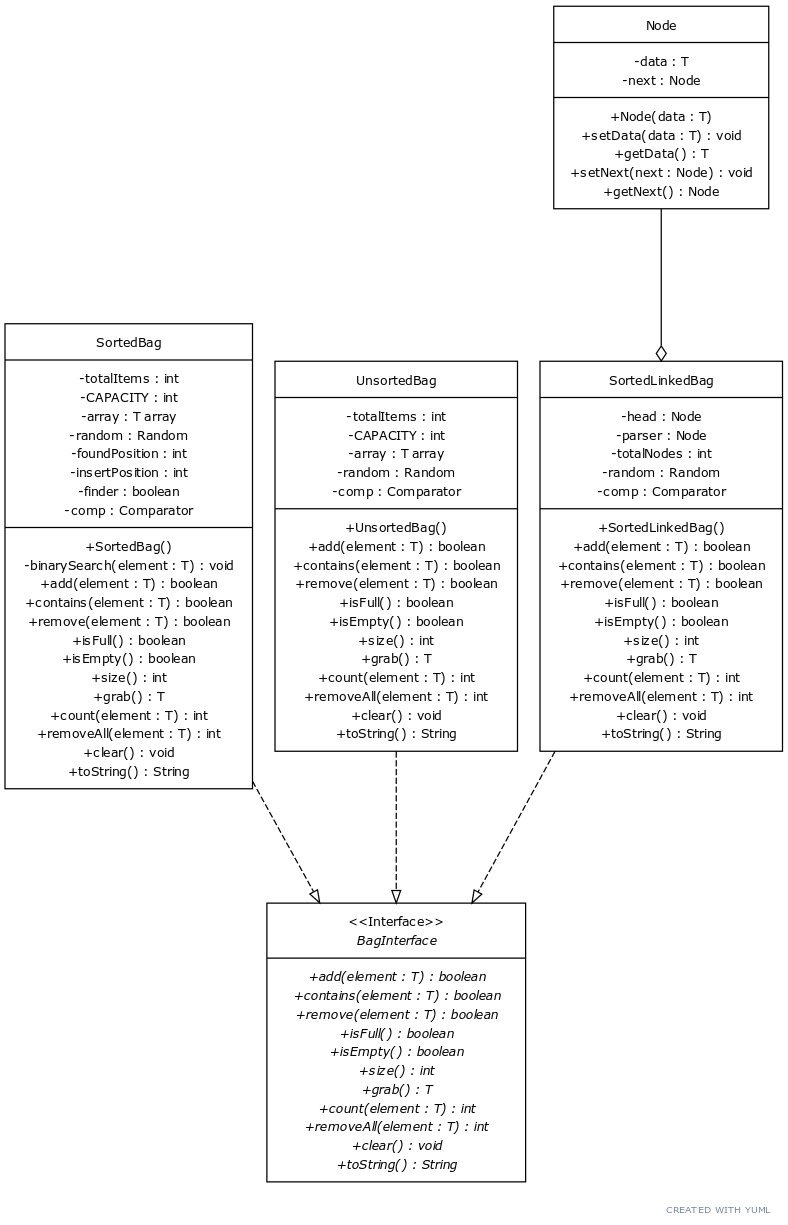 Node
-data : T
-next : Node
+Node(data : T)
+setData(data : T) : void
+getData() : T
+setNext(next : Node) : void
+getNext() : Node
SortedBag
-totalItems : int
-CAPACITY : int
-array : T array
-random : Random
-foundPosition : int
-insertPosition : int
-finder : boolean
-comp : Comparator
+SortedBag()
-binarySearch(element : T) : void
+add(element : T) : boolean
+contains(element : T) : boolean
+remove(element : T) : boolean
+isFull() : boolean
+isEmpty() : boolean
+size() : int
+grab() : T
+count(element : T) : int
+removeAll(element : T) : int
+clear() : void
+toString() : String
UnsortedBag
-totalItems : int
-CAPACITY : int
-array : T array
-random : Random
-comp : Comparator
+UnsortedBag()
+add(element : T) : boolean
+contains(element : T) : boolean
+remove(element : T) : boolean
+isFull() : boolean
+isEmpty() : boolean
+size() : int
+grab() : T
+count(element : T) : int
+removeAll(element : T) : int
+clear() : void
+toString() : String
SortedLinkedBag
-head : Node
-parser : Node
-totalNodes : int
-random : Random
-comp : Comparator
+SortedLinkedBag()
+add(element : T) : boolean
+contains(element : T) : boolean
+remove(element : T) : boolean
+isFull() : boolean
+isEmpty() : boolean
+size() : int
+grab() : T
+count(element : T) : int
+removeAll(element : T) : int
+clear() : void
+toString() : String
<<Interface>>
BagInterface
+add(element : T) : boolean
+contains(element : T) : boolean
+remove(element : T) : boolean
+isFull() : boolean
+isEmpty() : boolean
+size() : int
+grab() : T
+count(element : T) : int
+removeAll(element : T) : int
+clear() : void
+toString() : String
CREATED WITH YUML